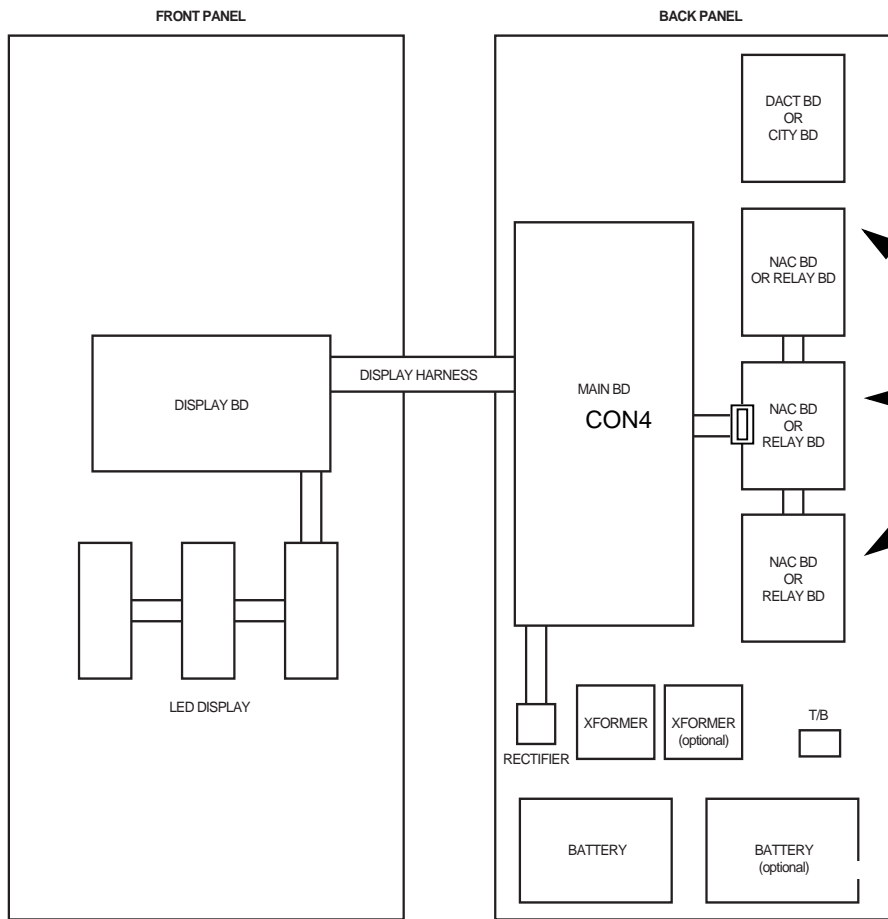 FRONT PANEL
BACK PANEL
DACT BD
OR
CITY BD
NAC BD
OR RELAY BD
DISPLAY BD
DISPLAY HARNESS
MAIN BD
CON4
NAC BD
OR
RELAY BD
NAC BD
OR
RELAY BD
LED DISPLAY
RECTIFIER
XFORMER
XFORMER
(optional)
T/B
BATTERY
BATTERY
(optional)